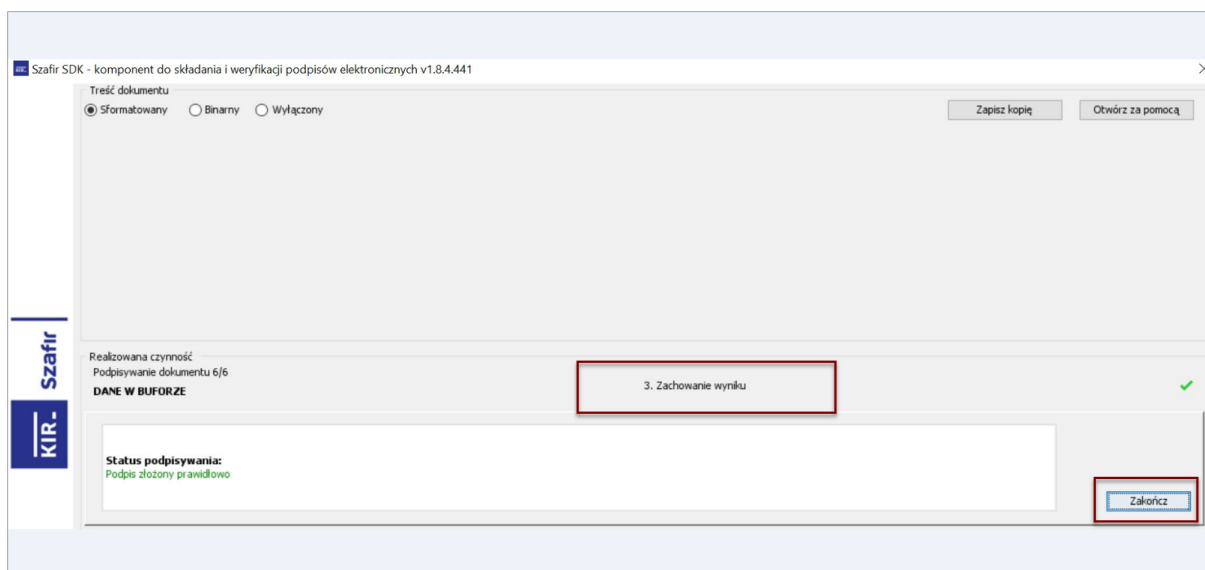 Szafir SDK - komponent do składania i weryfikacji podpisów elektronicznych v1.8.4.441
Treść dokumentu
Sformatowany Binarny Wyłączony
Zapisz kopię Otwórz za pomocą
Szafir
KIR.
Realizowana czynność
Podpisywanie dokumentu 6/6
DANE W BUFORZE
3. Zachowanie wyniku
Status podpisywania:
Podpis złożony prawidłowo
Zakończ